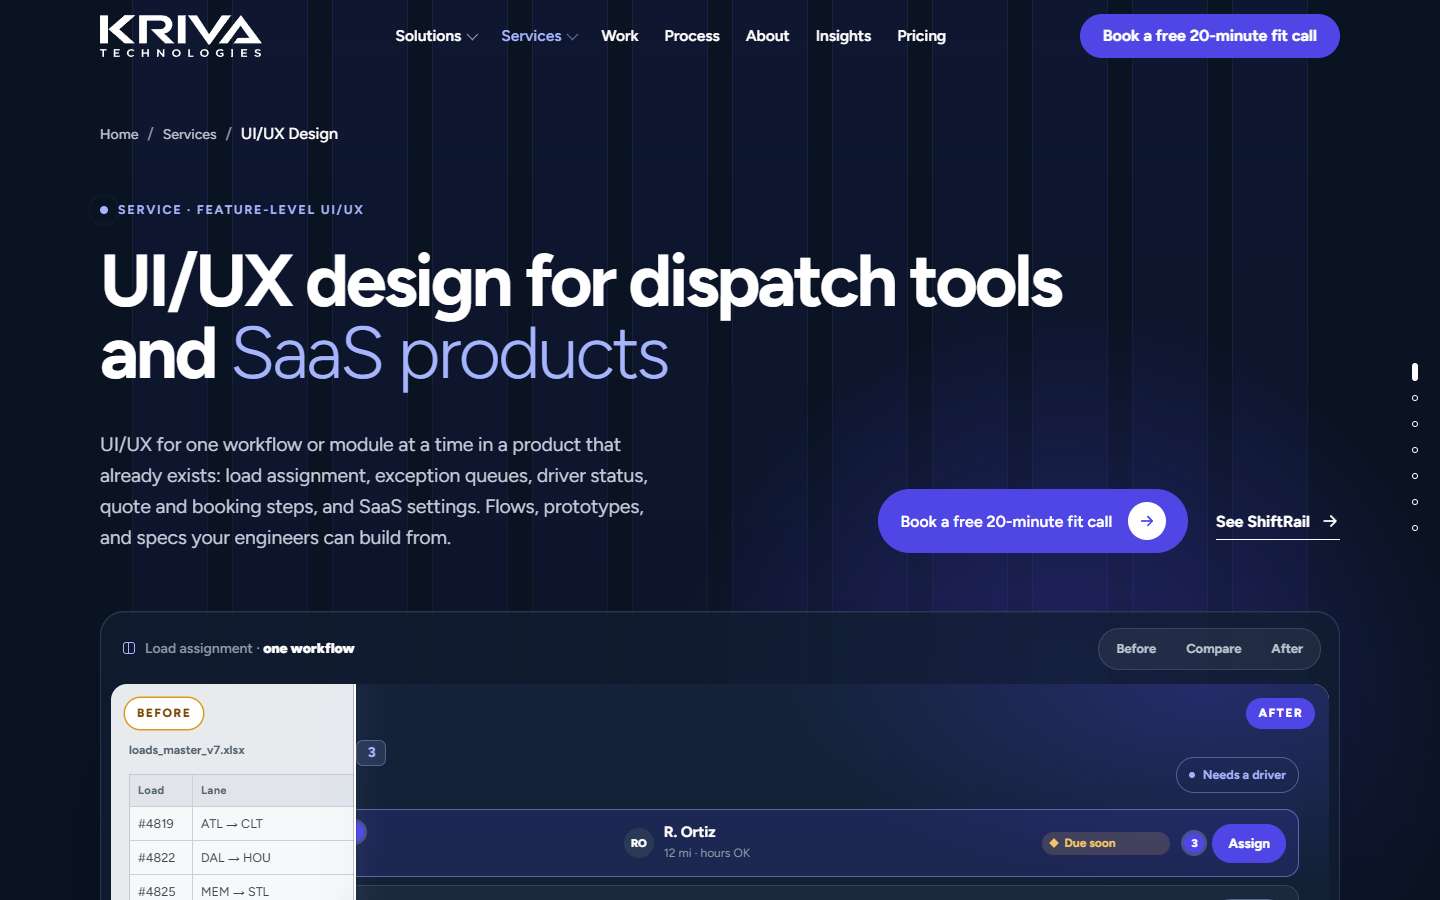 KRIVA
TECHNOLOGIES
Solutions
Services
Work
Process
About
Insights
Pricing
Book a free 20-minute fit call
Home / Services / UI/UX Design
SERVICE · FEATURE-LEVEL UI/UX
UI/UX design for dispatch tools
and SaaS products
UI/UX for one workflow or module at a time in a product that
already exists: load assignment, exception queues, driver status,
quote and booking steps, and SaaS settings. Flows, prototypes,
and specs your engineers can build from.
Book a free 20-minute fit call
See ShiftRail
Load assignment · one workflow
Before
Compare
After
BEFORE
AFTER
loads_master_v7.xlsx
3
Needs a driver
Load
Lane
#4819
ATL → CLT
RO
R. Ortiz
12 mi · hours OK
Due soon
3
Assign
#4822
DAL → HOU
#4825
MEM → STL